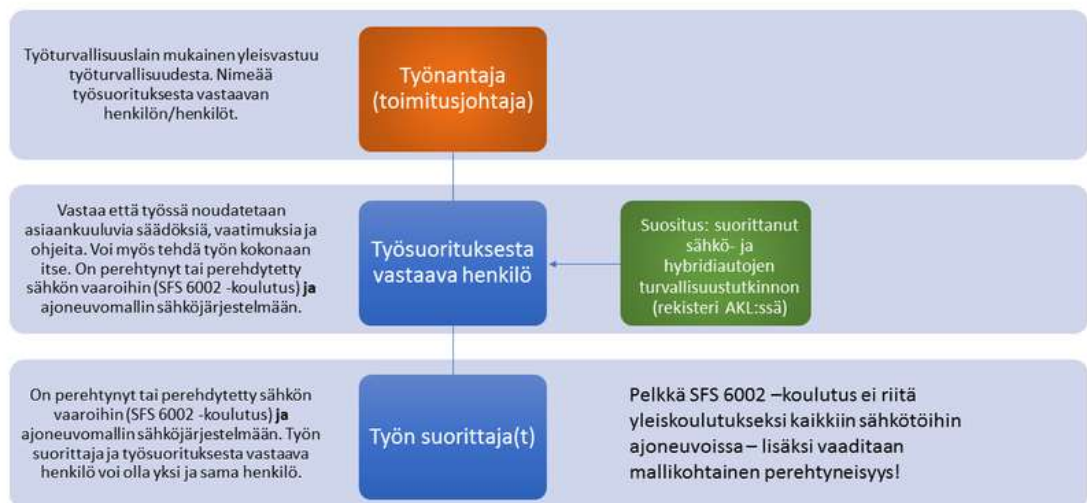 Työturvallisuuslain mukainen yleisvastuu
työturvallisuudesta. Nimeää
työsuorituksesta vastaavan
henkilön/henkilöt.
Työnantaja
(toimitusjohtaja)
Vastaa että työssä noudatetaan
asiaankuuluvia säädöksiä, vaatimuksia ja
ohjeita. Voi myös tehdä työn kokonaan
itse. On perehtynyt tai perehdytetty
sähkön vaaroihin (SFS 6002 -koulutus) ja
ajoneuvomallin sähköjärjestelmään.
Työsuorituksesta
vastaava henkilö
Suositus: suorittanut
sähkö- ja
hybridiautojen
turvallisuustutkinnon
(rekisteri AKL:ssä)
On perehtynyt tai perehdytetty sähkön
vaaroihin (SFS 6002 -koulutus) ja
ajoneuvomallin sähköjärjestelmään. Työn
suorittaja ja työsuorituksesta vastaava
henkilö voi olla yksi ja sama henkilö.
Työn suorittaja(t)
Pelkkä SFS 6002 –koulutus ei riitä
yleiskoulutukseksi kaikkiin sähkötöihin
ajoneuvoissa – lisäksi vaaditaan
mallikohtainen perehtyneisyys!